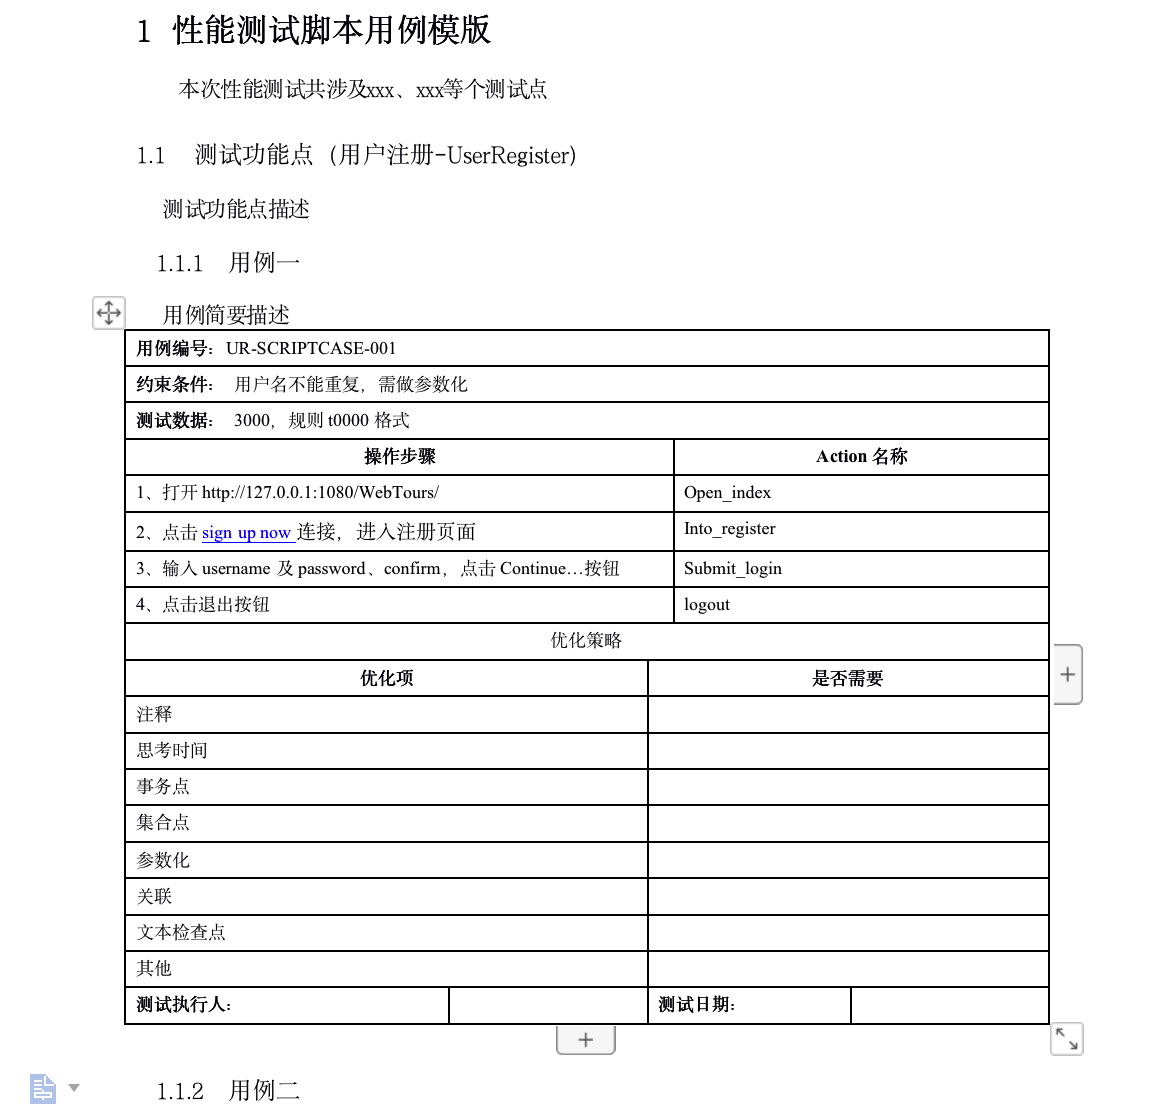 1 性能测试脚本用例模版
本次性能测试共涉及xxx、xxx等个测试点
1.1 测试功能点（用户注册-UserRegister)
测试功能点描述
1.1.1 用例一
用例简要描述
用例编号：UR-SCRIPTCASE-001
约束条件： 用户名不能重复，需做参数化
测试数据： 3000，规则 t0000 格式
操作步骤 Action 名称
1、打开 http://127.0.0.1:1080/WebTours/ Open_index
2、点击 sign up now 连接，进入注册页面 Into_register
3、输入 username 及 password、confirm，点击 Continue…按钮 Submit_login
4、点击退出按钮 logout
优化策略
优化项 是否需要
注释
思考时间
事务点
集合点
参数化
关联
文本检查点
其他
测试执行人： 测试日期：
1.1.2 用例二